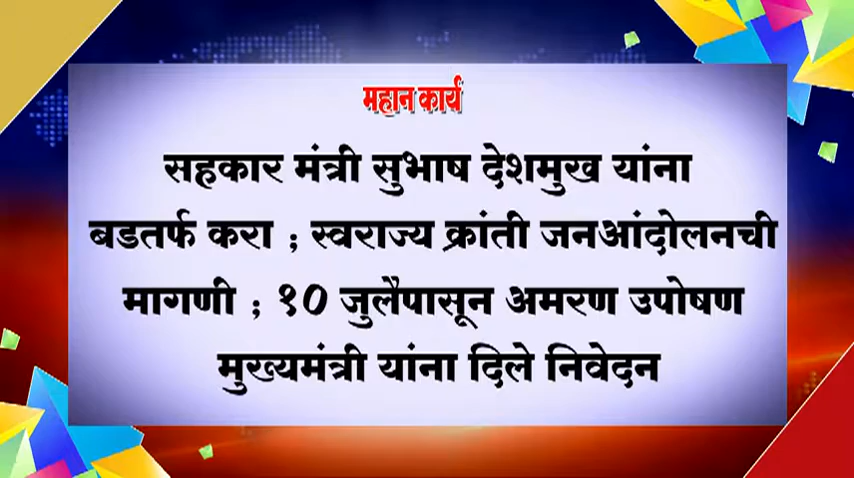 महान कार्य
सहकार मंत्री सुभाष देशमुख यांना
बडतर्फ करा ; स्वराज्य क्रांती जनआंदोलनची
मागणी ; १० जुलैपासून अमरण उपोषण
मुख्यमंत्री यांना दिले निवेदन